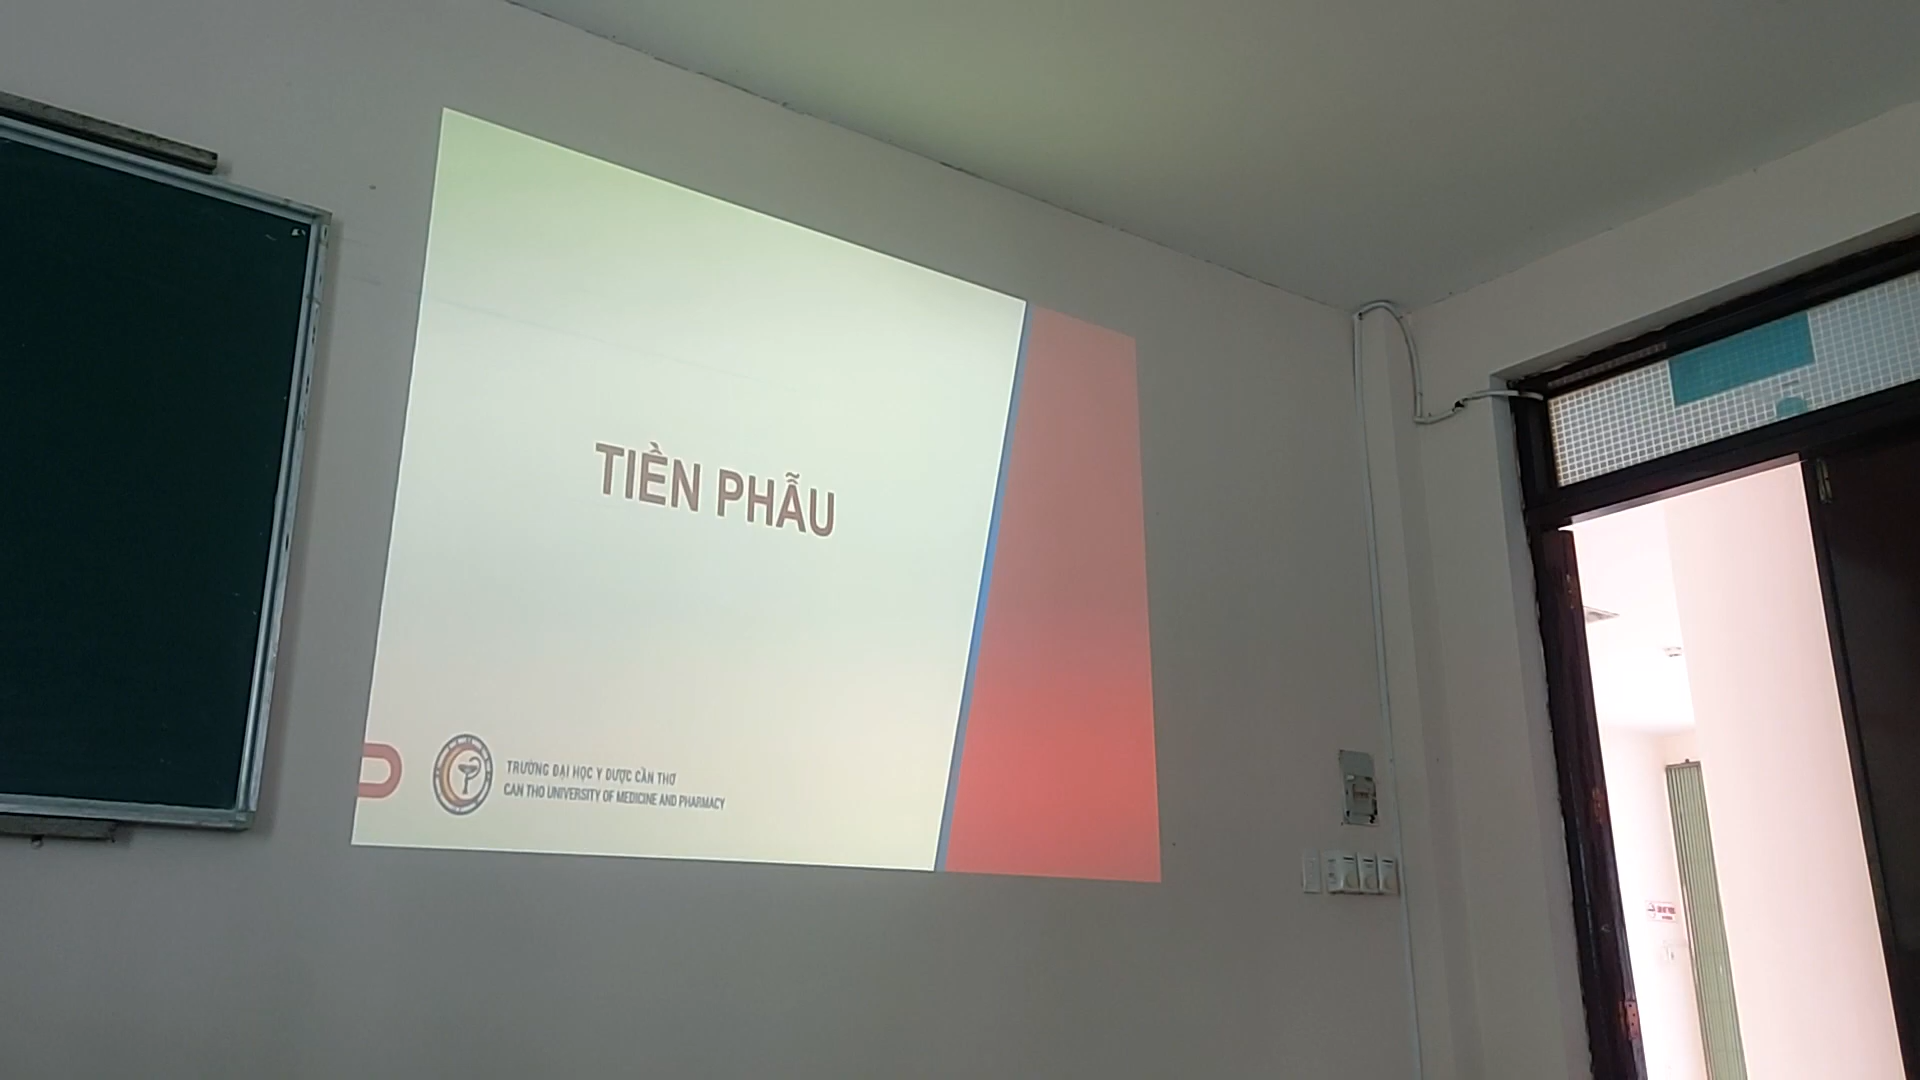 TIỀN PHẪU
TRƯỜNG ĐẠI HỌC Y DƯỢC CẦN THƠ
CAN THO UNIVERSITY OF MEDICINE AND PHARMACY